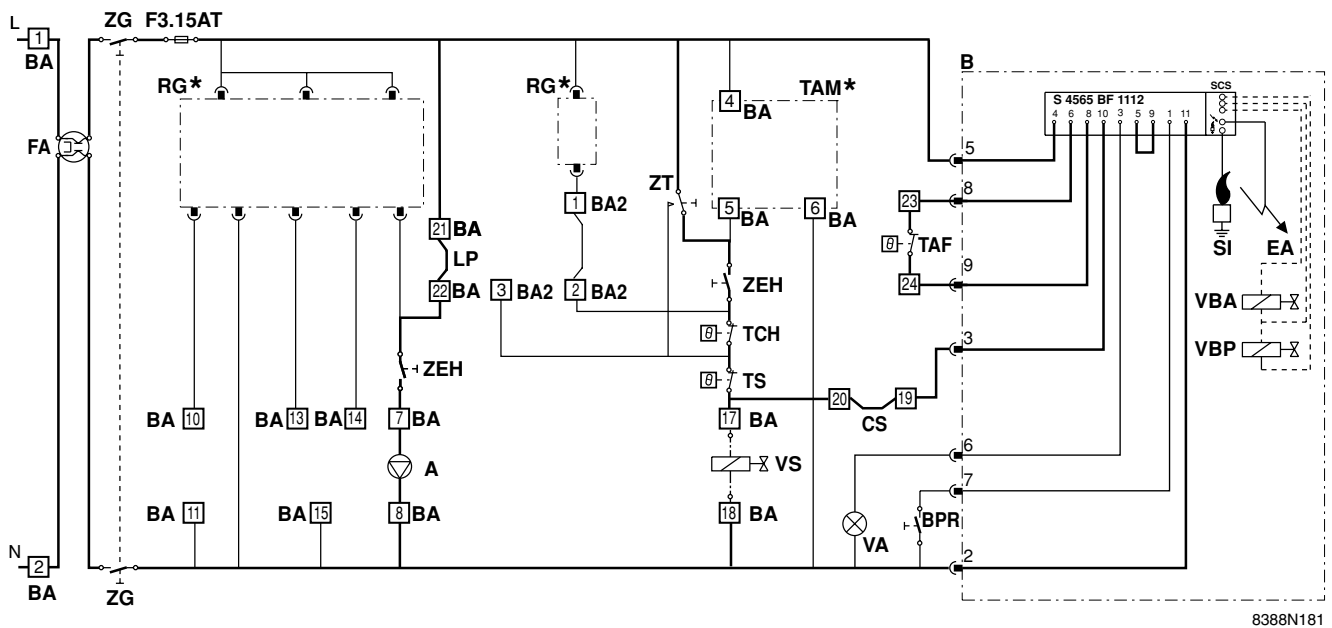 L
ZG F3.15AT
1
BA
RG*
RG*
TAM*
4
BA
B
SCS
S 4565 BF 1112
4 6 8 10 3 5 9 1 11
FA
5
ZT
1 BA2
5 BA
6 BA
8
23
21 BA
TAF
θ
SI
EA
LP
22 BA
3 BA2
2 BA2
ZEH
9
24
VBA
θ TCH
3
VBP
ZEH
θ TS
BA 10
BA 13
BA 14
7 BA
17 BA
20
19
CS
A
VS
6
7
BA 11
BA 15
8 BA
18 BA
VA
BPR
N
2
BA
ZG
2
8388N181